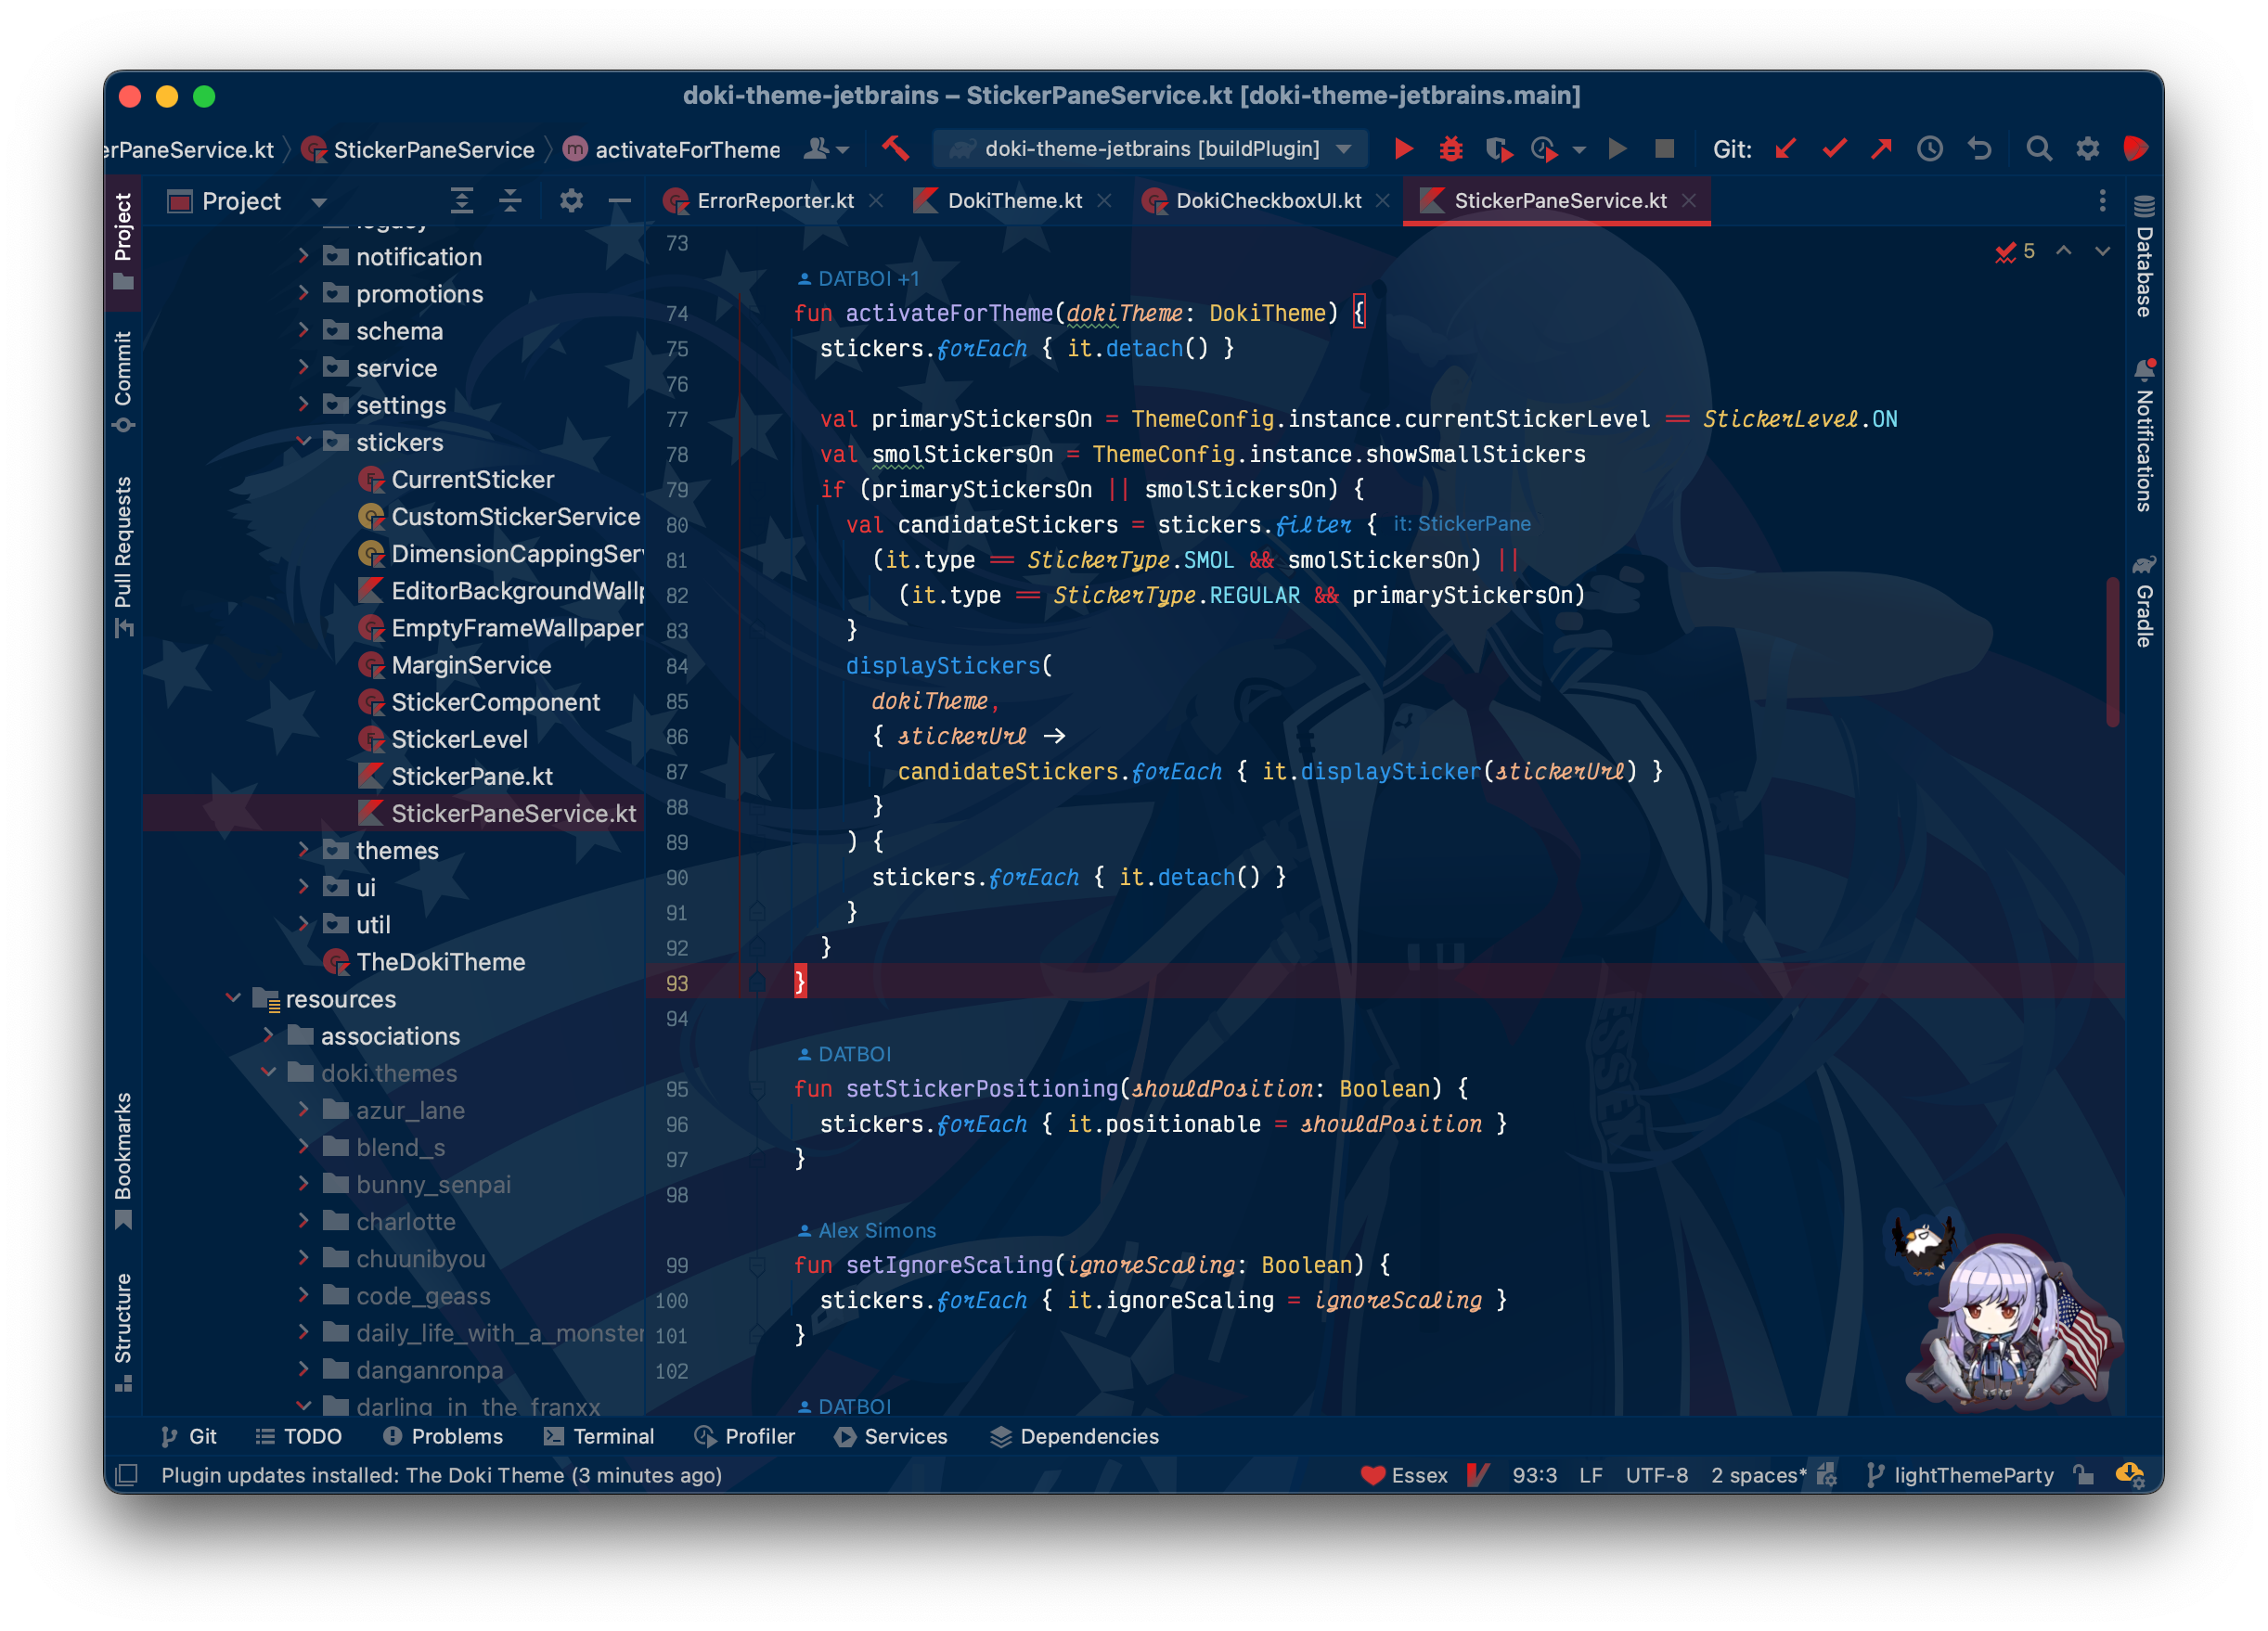 doki-theme-jetbrains – StickerPaneService.kt [doki-theme-jetbrains.main]
erPaneService.kt StickerPaneService m activateForTheme doki-theme-jetbrains [buildPlugin] Git:
Project
Commit
Pull Requests
Bookmarks
Structure
Project
notification
promotions
schema
service
settings
stickers
CurrentSticker
CustomStickerService
DimensionCappingSer
EditorBackgroundWall
EmptyFrameWallpaper
MarginService
StickerComponent
StickerLevel
StickerPane.kt
StickerPaneService.kt
themes
ui
util
TheDokiTheme
resources
associations
doki.themes
azur_lane
blend_s
bunny_senpai
charlotte
chuunibyou
code_geass
daily_life_with_a_monster
danganronpa
darling_in_the_franxx
ErrorReporter.kt DokiTheme.kt DokiCheckboxUI.kt StickerPaneService.kt
5
73
DATBOI +1
74 fun activateForTheme(dokiTheme: DokiTheme) {
75 stickers.forEach { it.detach() }
76
77 val primaryStickersOn = ThemeConfig.instance.currentStickerLevel == StickerLevel.ON
78 val smolStickersOn = ThemeConfig.instance.showSmallStickers
79 if (primaryStickersOn || smolStickersOn) {
80 val candidateStickers = stickers.filter { it: StickerPane
81 (it.type == StickerType.SMOL && smolStickersOn) ||
82 (it.type == StickerType.REGULAR && primaryStickersOn)
83 }
84 displayStickers(
85 dokiTheme,
86 { stickerUrl →
87 candidateStickers.forEach { it.displaySticker(stickerUrl) }
88 }
89 ) {
90 stickers.forEach { it.detach() }
91 }
92 }
93 }
94
DATBOI
95 fun setStickerPositioning(shouldPosition: Boolean) {
96 stickers.forEach { it.positionable = shouldPosition }
97 }
98
Alex Simons
99 fun setIgnoreScaling(ignoreScaling: Boolean) {
100 stickers.forEach { it.ignoreScaling = ignoreScaling }
101 }
102
DATBOI
ESSEX
Database
Notifications
Gradle
Git TODO Problems Terminal Profiler Services Dependencies
Plugin updates installed: The Doki Theme (3 minutes ago) Essex 93:3 LF UTF-8 2 spaces* lightThemeParty